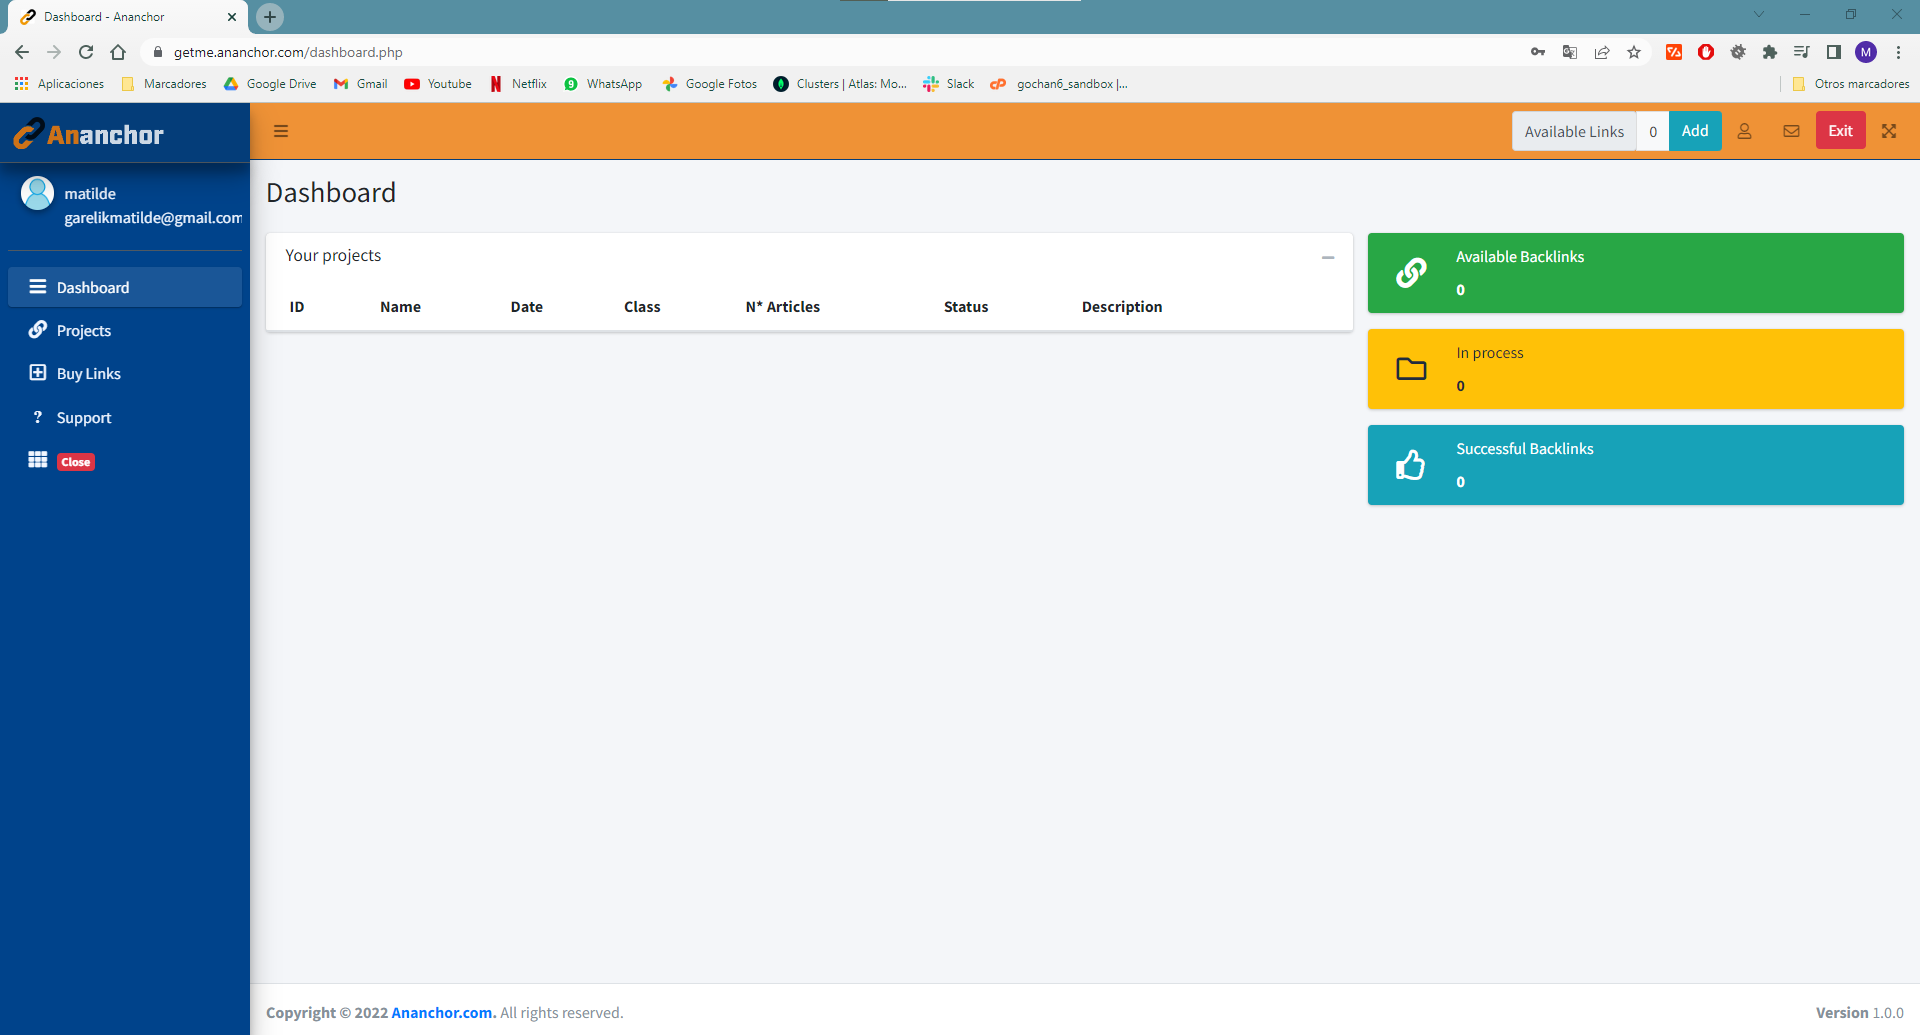 Dashboard - Ananchor
getme.ananchor.com/dashboard.php
M
Aplicaciones Marcadores Google Drive Gmail Youtube Netflix 9 WhatsApp Google Fotos Clusters | Atlas: Mo... Slack gochan6_sandbox |... Otros marcadores
Ananchor
Available Links 0 Add Exit
matilde
garelikmatilde@gmail.com
Dashboard
Projects
Buy Links
? Support
Close
Dashboard
Your projects
ID Name Date Class N* Articles Status Description
Available Backlinks
0
In process
0
Successful Backlinks
0
Copyright © 2022 Ananchor.com. All rights reserved.
Version 1.0.0